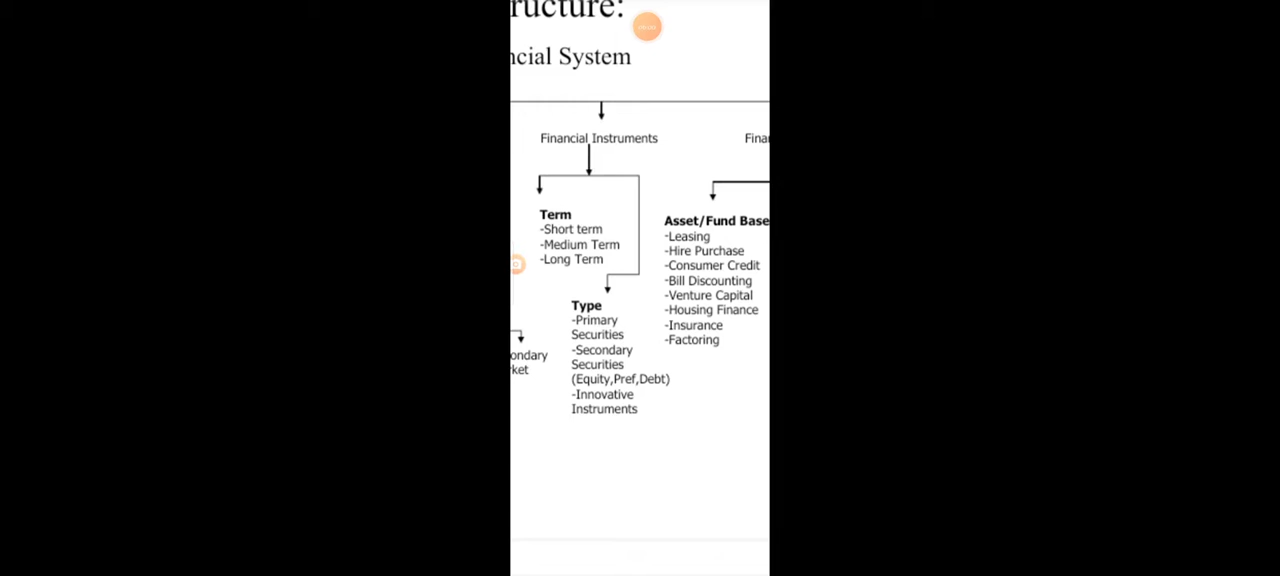 ructure:
ncial System
Financial Instruments
Finan
Term
-Short term
-Medium Term
-Long Term
Type
-Primary
Securities
-Secondary
Securities
(Equity,Pref,Debt)
-Innovative
Instruments
Asset/Fund Base
-Leasing
-Hire Purchase
-Consumer Credit
-Bill Discounting
-Venture Capital
-Housing Finance
-Insurance
-Factoring
ondary
ket